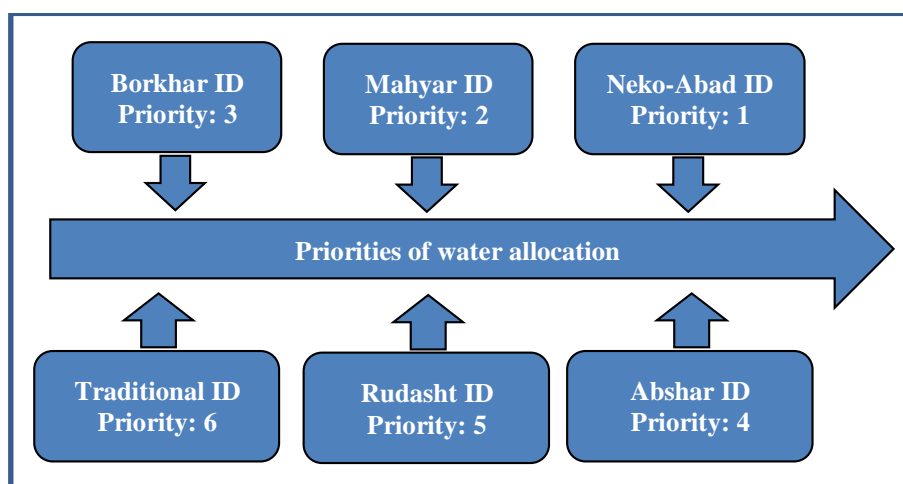 Borkhar ID
Priority: 3
Mahyar ID
Priority: 2
Neko-Abad ID
Priority: 1
Priorities of water allocation
Traditional ID
Priority: 6
Rudasht ID
Priority: 5
Abshar ID
Priority: 4